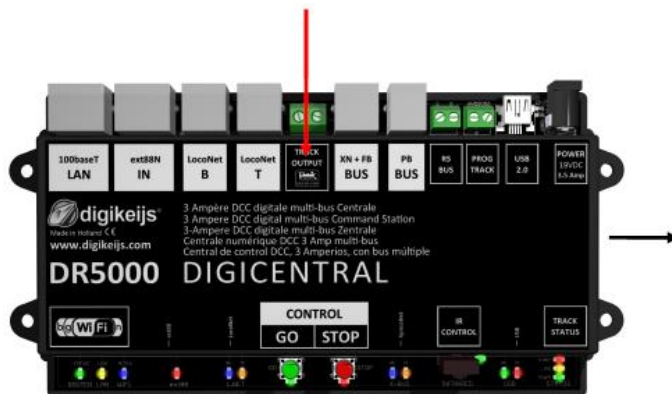 100baseT
LAN
ext88N
IN
LocoNet
B
LocoNet
T
TRACK
OUTPUT
XN + FB
BUS
PB
BUS
RS
BUS
PROG
TRACK
USB
2.0
POWER
19VDC
3.5 Amp
digikeijs®
Made in Holland CE
www.digikeijs.com
3 Ampère DCC digitale multi-bus Centrale
3 Ampere DCC digital multi-bus Command Station
3-Ampere DCC digitale multi-bus Zentrale
Centrale numérique DCC 3 Amp multi-bus
Central de control DCC, 3 Amperios, con bus múltiple
DR5000 DIGICENTRAL
bg WiFi n
CONTROL
GO STOP
IR
CONTROL
TRACK
STATUS